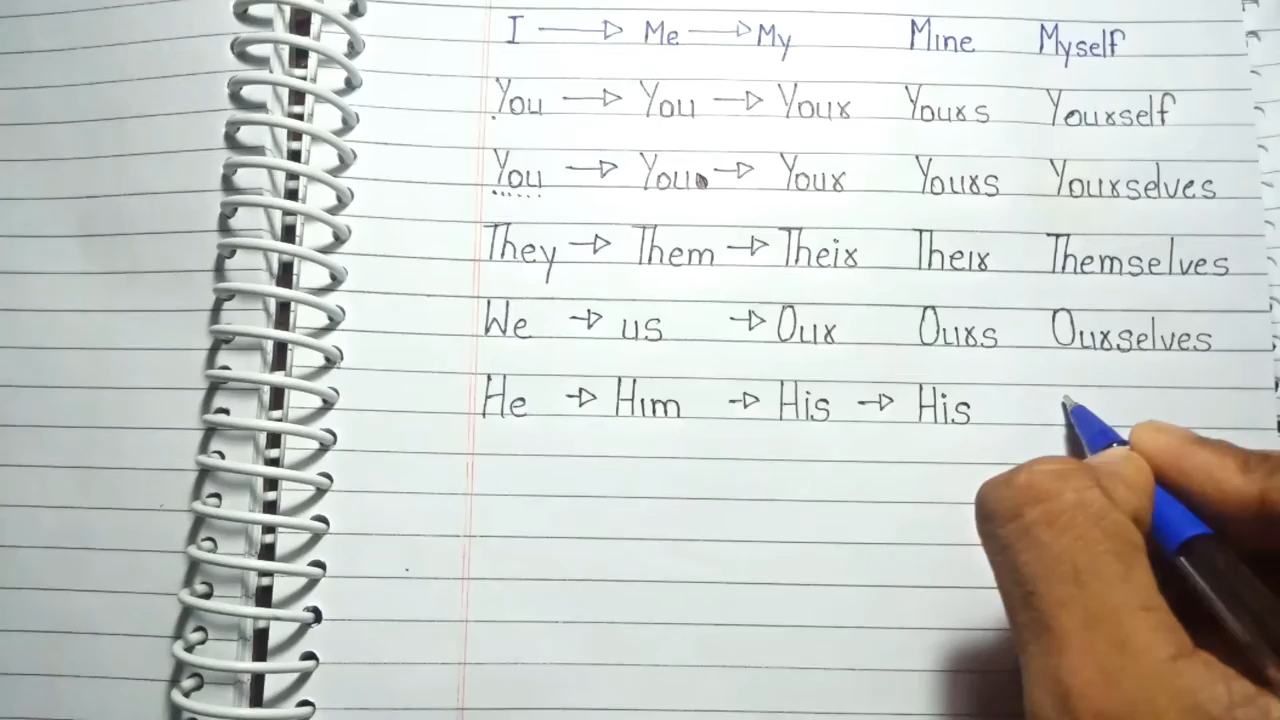 I → Me → My Mine Myself
You → You → Your Yours Yourself
You → You → Your Yours Yourselves
They → Them → Their Their Themselves
We → us → Our Ours Ourselves
He → Him → His → His